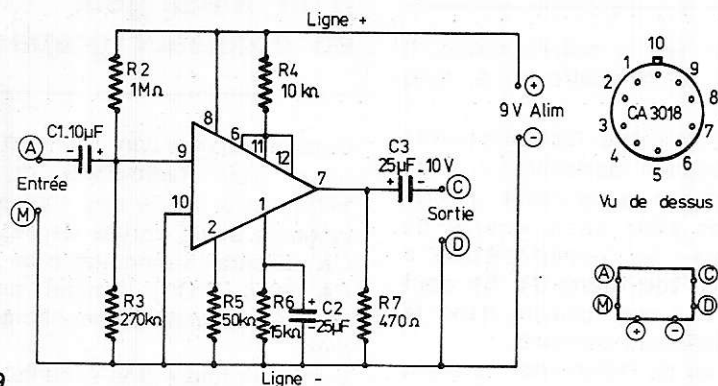 Ligne +
R2
1MΩ
R4
10 kΩ
C1_10µF
+
A
Entrée
M
8
6
11
12
9
10
7
2
1
C3
25µF_10V
+
-
C
Sortie
D
+
9V Alim
-
R3
270kΩ
R5
50kΩ
R6
15kΩ
+
C2
-25µF
R7
470Ω
Ligne -
9
10
1
2
3
4
5
6
7
8
9
CA 3018
Vu de dessus
A
C
M
D
+
-